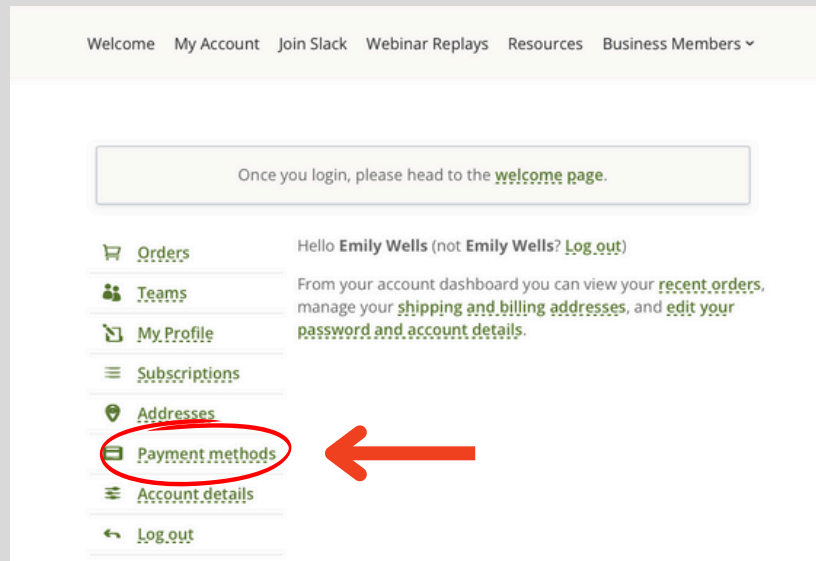 Welcome My Account Join Slack Webinar Replays Resources Business Members
Once you login, please head to the welcome page.
Orders
Teams
My Profile
Subscriptions
Addresses
Payment methods
Account details
Log out
Hello Emily Wells (not Emily Wells? Log out)
From your account dashboard you can view your recent orders,
manage your shipping and billing addresses, and edit your
password and account details.